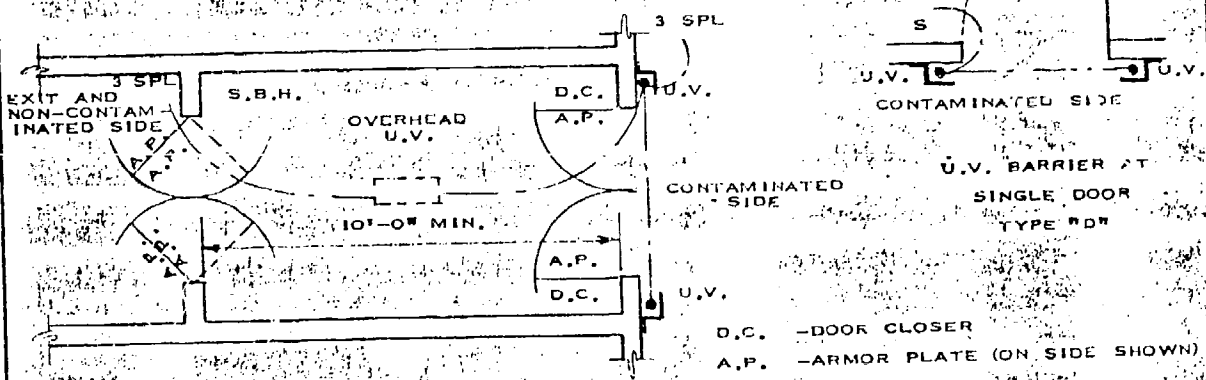 3 SPL
S
3 SPL
S.B.H.
D.C.
U.V.
U.V.
U.V.
EXIT AND
NON-CONTAM
INATED SIDE
A.P.
A.P.
OVERHEAD
U.V.
A.P.
CONTAMINATED SIDE
CONTAMINATED
SIDE
U.V. BARRIER AT
SINGLE DOOR
TYPE "D"
10'-0" MIN.
A.P.
D.C.
U.V.
D.C. -DOOR CLOSER
A.P. -ARMOR PLATE (ON SIDE SHOWN)